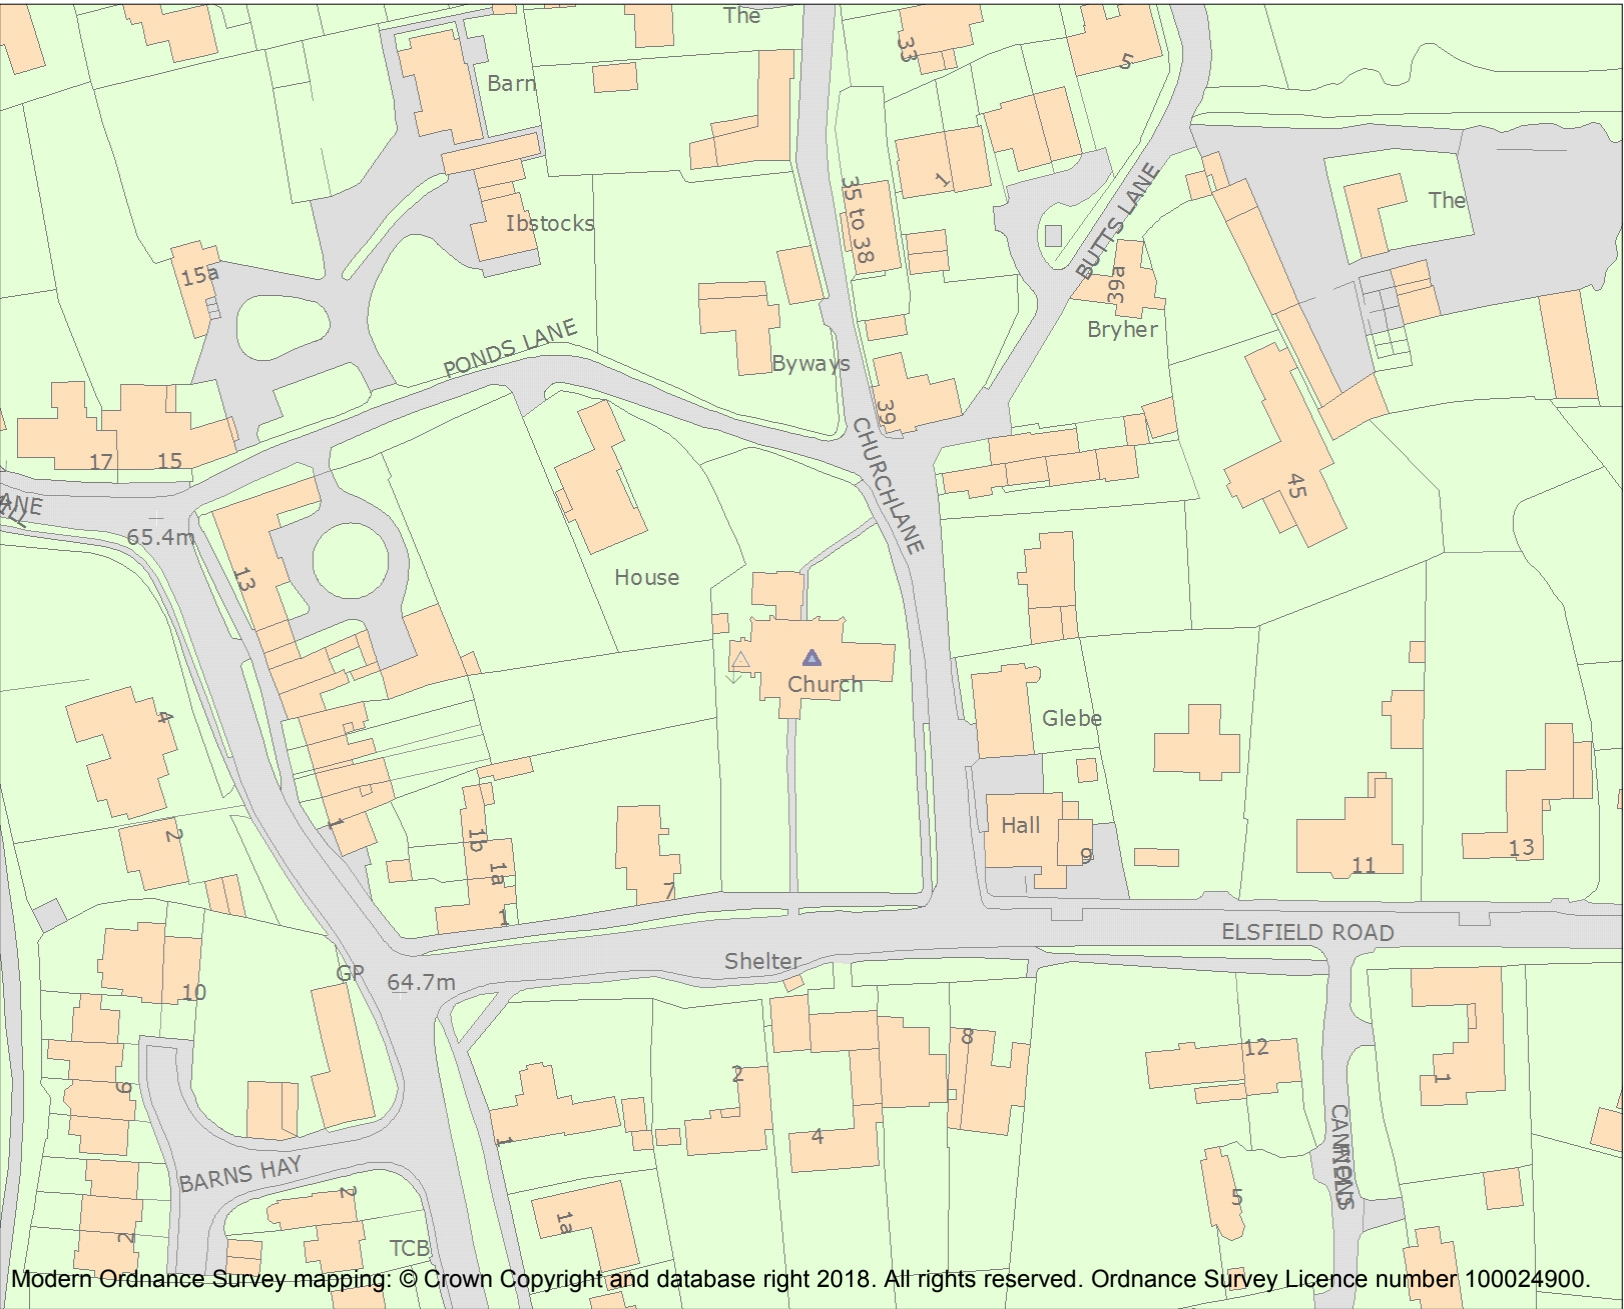 The
33
5
Barn
1
35 to 38
The
Ibstocks
BUTTS LANE
15a
39a
Bryher
PONDS LANE
Byways
39
CHURCHLANE
17
15
45
ANE
65.4m
13
House
Church
4
Glebe
2
1
1b
1a
Hall
9
11
13
7
1
ELSFIELD ROAD
Shelter
GP
64.7m
10
8
12
2
1
9
1
4
BARNS HAY
2
5
1a
2
TCB
Modern Ordnance Survey mapping: © Crown Copyright and database right 2018. All rights reserved. Ordnance Survey Licence number 100024900.